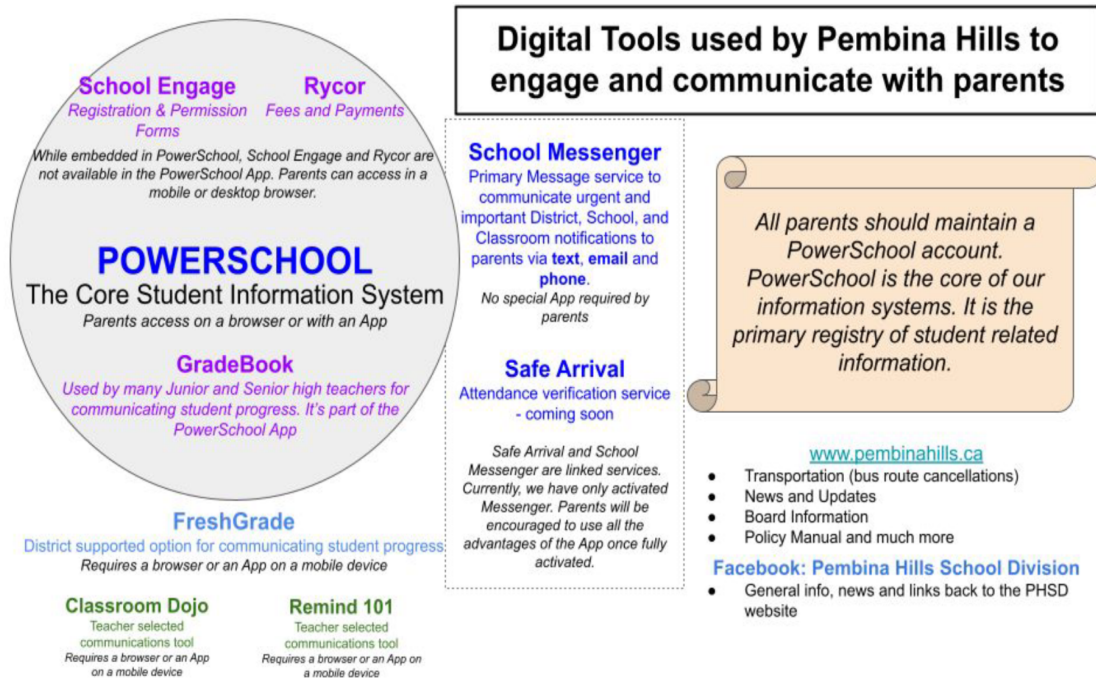 Digital Tools used by Pembina Hills to
engage and communicate with parents
School Engage
Registration & Permission
Forms
Rycor
Fees and Payments
While embedded in PowerSchool, School Engage and Rycor are
not available in the PowerSchool App. Parents can access in a
mobile or desktop browser.
POWERSCHOOL
The Core Student Information System
Parents access on a browser or with an App
GradeBook
Used by many Junior and Senior high teachers for
communicating student progress. It's part of the
PowerSchool App
FreshGrade
District supported option for communicating student progress
Requires a browser or an App on a mobile device
Classroom Dojo
Teacher selected
communications tool
Requires a browser or an App
on a mobile device
Remind 101
Teacher selected
communications tool
Requires a browser or an App on
a mobile device
School Messenger
Primary Message service to
communicate urgent and
important District, School, and
Classroom notifications to
parents via text, email and
phone.
No special App required by
parents
Safe Arrival
Attendance verification service
- coming soon
Safe Arrival and School
Messenger are linked services.
Currently, we have only activated
Messenger. Parents will be
encouraged to use all the
advantages of the App once fully
activated.
All parents should maintain a
PowerSchool account.
PowerSchool is the core of our
information systems. It is the
primary registry of student related
information.
www.pembinahills.ca
● Transportation (bus route cancellations)
● News and Updates
● Board Information
● Policy Manual and much more
Facebook: Pembina Hills School Division
● General info, news and links back to the PHSD
website